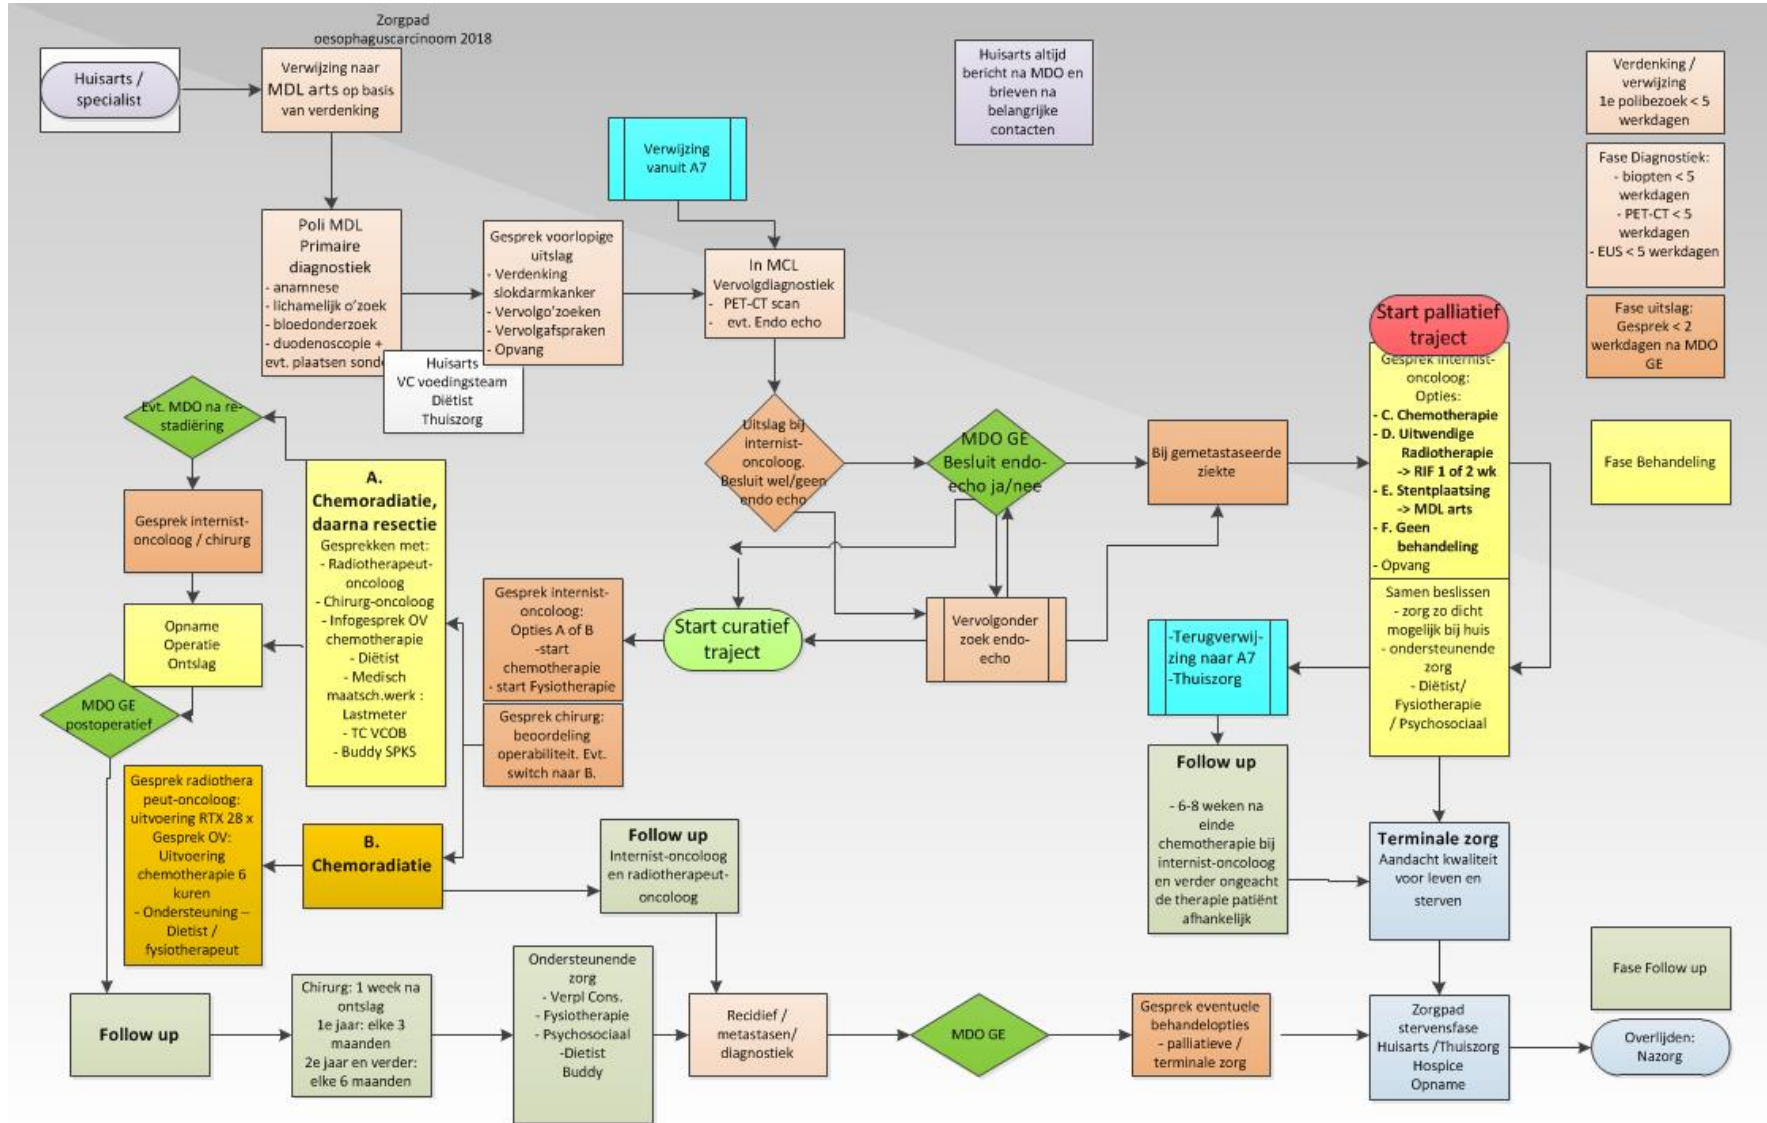 Zorgpad
oesophaguscarcinoom 2018
Huisarts /
specialist
Verwijzing naar
MDL arts op basis
van verdenking
Huisarts altijd
bericht na MDO en
brieven na
belangrijke
contacten
Verdenking /
verwijzing
1e polibezoek < 5
werkdagen
Verwijzing
vanuit A7
Fase Diagnostiek:
- biopten < 5
werkdagen
- PET-CT < 5
werkdagen
- EUS < 5 werkdagen
Poli MDL
Primaire
diagnostiek
- anamnese
- lichamelijk o'zoek
- bloedonderzoek
- duodenoscopie +
evt. plaatsen sonde
Gesprek voorlopige
uitslag
- Verdenking
slokdarmkanker
- Vervolgo'zoeken
- Vervolgafspraken
- Opvang
In MCL
Vervolgdiagnostiek
- PET-CT scan
- evt. Endo echo
Huisarts
VC voedingsteam
Diëtist
Thuiszorg
Start palliatief
traject
Fase uitslag:
Gesprek < 2
werkdagen na MDO
GE
Gesprek internist-
oncoloog:
Opties:
- C. Chemotherapie
- D. Uitwendige
Radiotherapie
-> RIF 1 of 2 wk
- E. Stentplaatsing
-> MDL arts
- F. Geen
behandeling
- Opvang
Evt. MDO na re-
stadiëring
Uitslag bij
internist-
oncoloog.
Besluit wel/geen
endo echo
MDO GE
Besluit endo-
echo ja/nee
Bij gemetastaseerde
ziekte
Fase Behandeling
A.
Chemoradiatie,
daarna resectie
Gesprekken met:
- Radiotherapeut-
oncoloog
- Chirurg-oncoloog
- Infogesprek OV
chemotherapie
- Diëtist
- Medisch
maatsch.werk :
Lastmeter
- TC VCOB
- Buddy SPKS
Gesprek internist-
oncoloog / chirurg
Gesprek internist-
oncoloog:
Opties A of B
-start
chemotherapie
- start Fysiotherapie
Start curatief
traject
Vervolgonder
zoek endo-
echo
-Terugverwij-
zing naar A7
-Thuiszorg
Samen beslissen
- zorg zo dicht
mogelijk bij huis
- ondersteunende
zorg
- Diëtist/
Fysiotherapie
/ Psychosociaal
Opname
Operatie
Ontslag
MDO GE
postoperatief
Gesprek chirurg:
beoordeling
operabiliteit. Evt.
switch naar B.
Follow up
- 6-8 weken na
einde
chemotherapie bij
internist-oncoloog
en verder ongeacht
de therapie patiënt
afhankelijk
Gesprek radiothera
peut-oncoloog:
uitvoering RTX 28 x
Gesprek OV:
Uitvoering
chemotherapie 6
kuren
- Ondersteuning –
Dietist /
fysiotherapeut
B.
Chemoradiatie
Follow up
Internist-oncoloog
en radiotherapeut-
oncoloog
Terminale zorg
Aandacht kwaliteit
voor leven en
sterven
Fase Follow up
Follow up
Chirurg: 1 week na
ontslag
1e jaar: elke 3
maanden
2e jaar en verder:
elke 6 maanden
Ondersteunende
zorg
- Verpl Cons.
- Fysiotherapie
- Psychosociaal
-Dietist
Buddy
Recidief /
metastasen/
diagnostiek
MDO GE
Gesprek eventuele
behandelopties
- palliatieve /
terminale zorg
Zorgpad
stervensfase
Huisarts /Thuiszorg
Hospice
Opname
Overlijden:
Nazorg